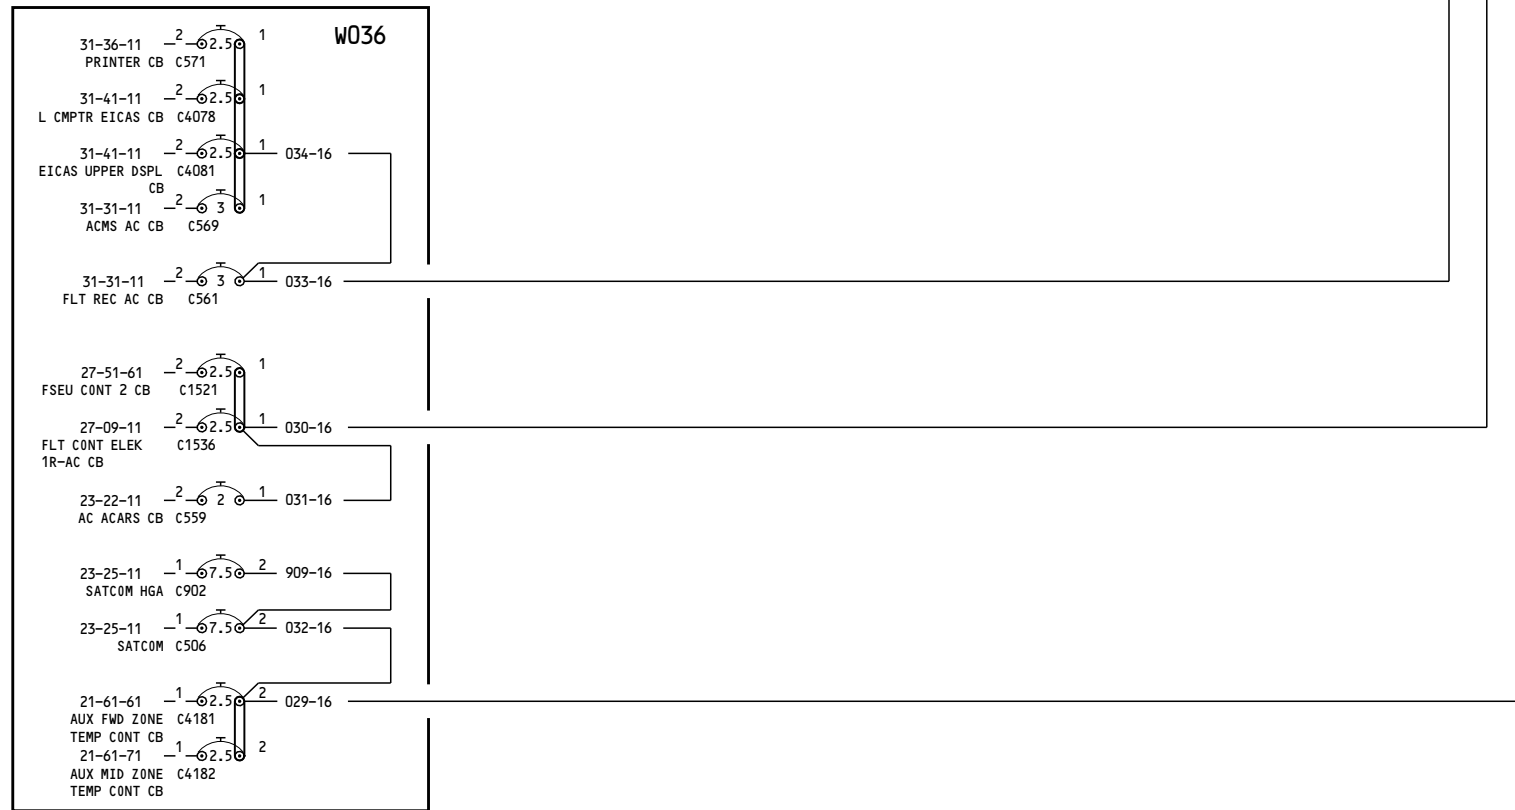 W036
2 2.5 1
31-36-11
PRINTER CB C571
2 2.5 1
31-41-11
L CMPTR EICAS CB C4078
2 2.5 1
31-41-11 034-16
EICAS UPPER DSPL C4081
CB
2 3 1
31-31-11
ACMS AC CB C569
2 3 1
31-31-11 033-16
FLT REC AC CB C561
2 2.5 1
27-51-61
FSEU CONT 2 CB C1521
2 2.5 1
27-09-11 030-16
FLT CONT ELEK C1536
1R-AC CB
2 2 1
23-22-11 031-16
AC ACARS CB C559
1 7.5 2
23-25-11 909-16
SATCOM HGA C902
1 7.5 2
23-25-11 032-16
SATCOM C506
1 2.5 2
21-61-61 029-16
AUX FWD ZONE C4181
TEMP CONT CB
1 2.5 2
21-61-71
AUX MID ZONE C4182
TEMP CONT CB